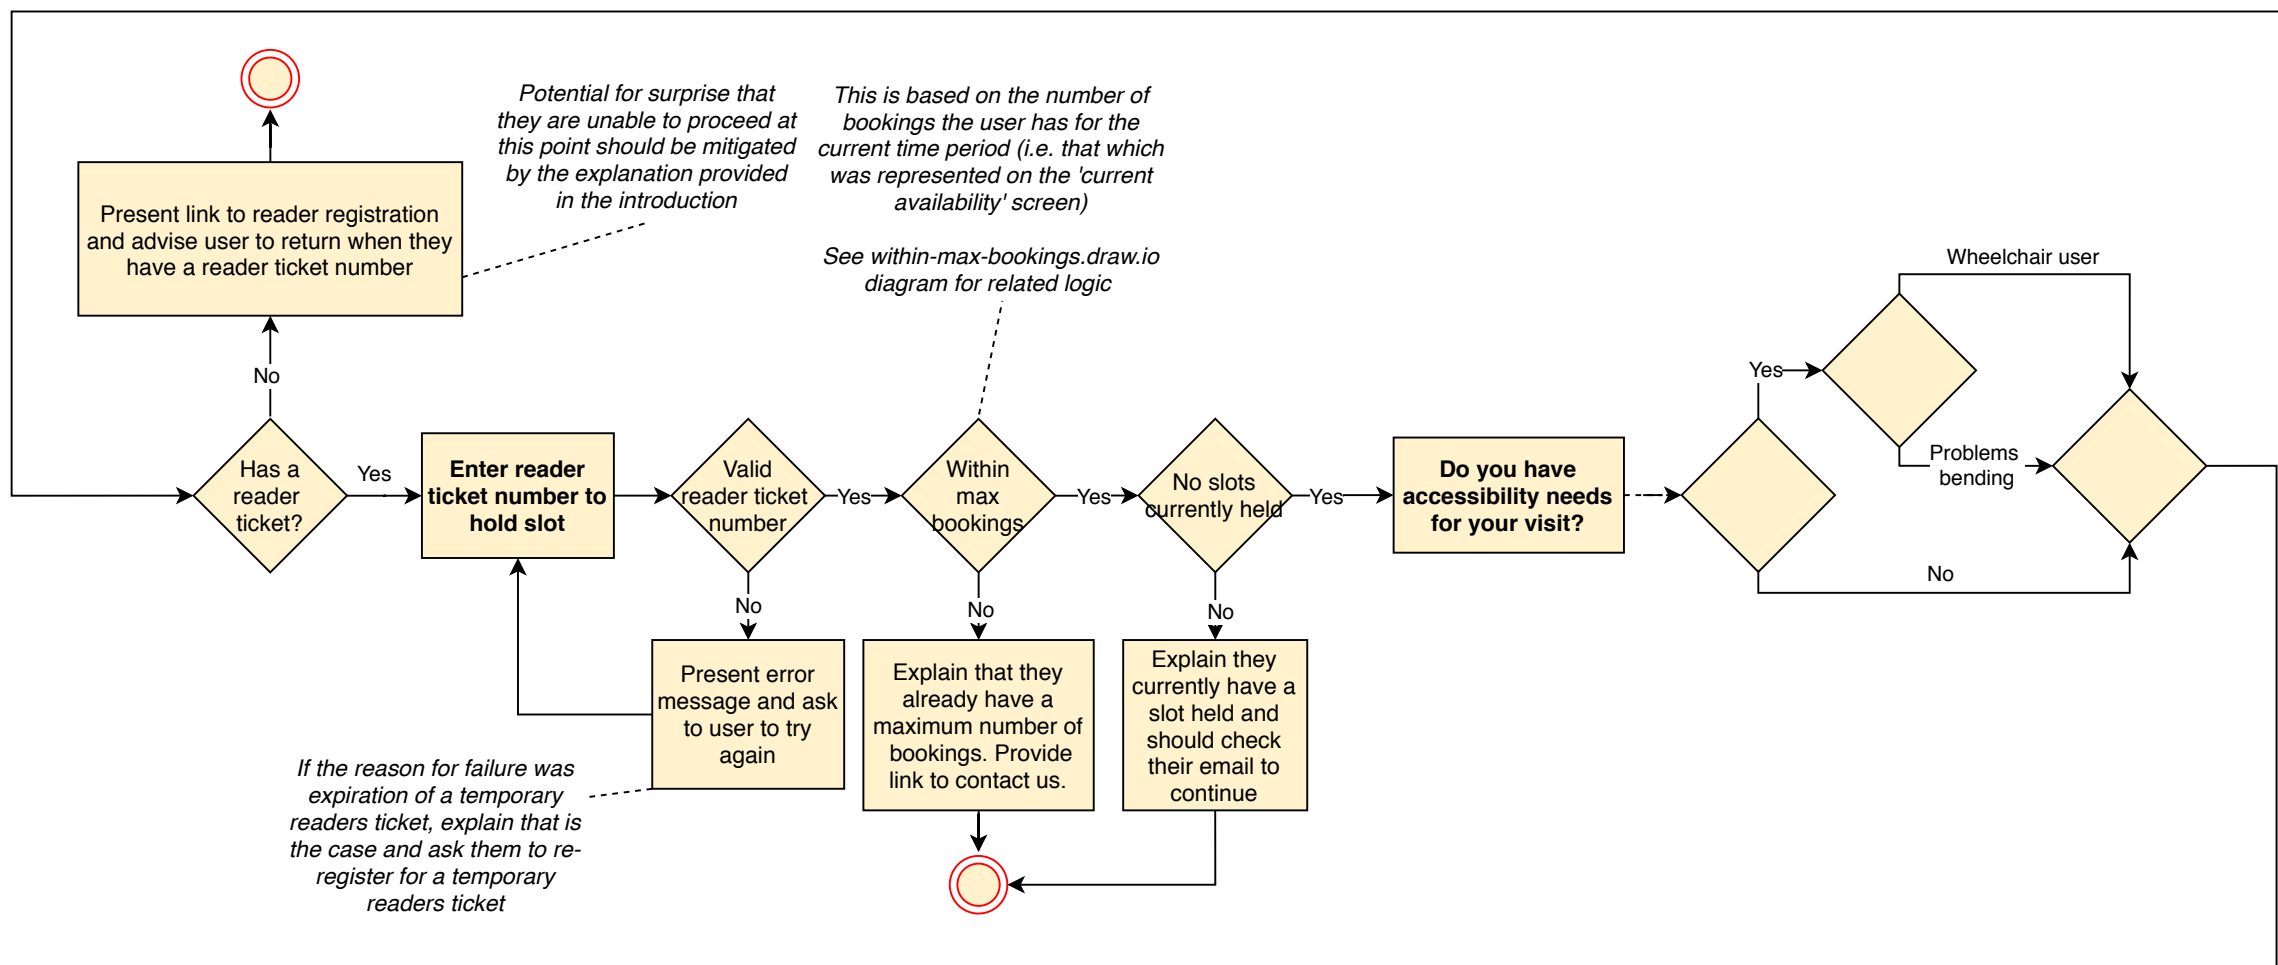 Potential for surprise that
they are unable to proceed at
this point should be mitigated
by the explanation provided
in the introduction
This is based on the number of
bookings the user has for the
current time period (i.e. that which
was represented on the 'current
availability' screen)
See within-max-bookings.draw.io
diagram for related logic
Present link to reader registration
and advise user to return when they
have a reader ticket number
No
Has a
reader
ticket?
Yes
Enter reader
ticket number to
hold slot
Valid
reader ticket
number
Yes
Within
max
bookings
Yes
No slots
currently held
Yes
Do you have
accessibility needs
for your visit?
Yes
Wheelchair user
Problems
bending
No
No
Present error
message and ask
to user to try
again
No
Explain that they
already have a
maximum number of
bookings. Provide
link to contact us.
No
Explain they
currently have a
slot held and
should check
their email to
continue
If the reason for failure was
expiration of a temporary
readers ticket, explain that is
the case and ask them to re-
register for a temporary
readers ticket